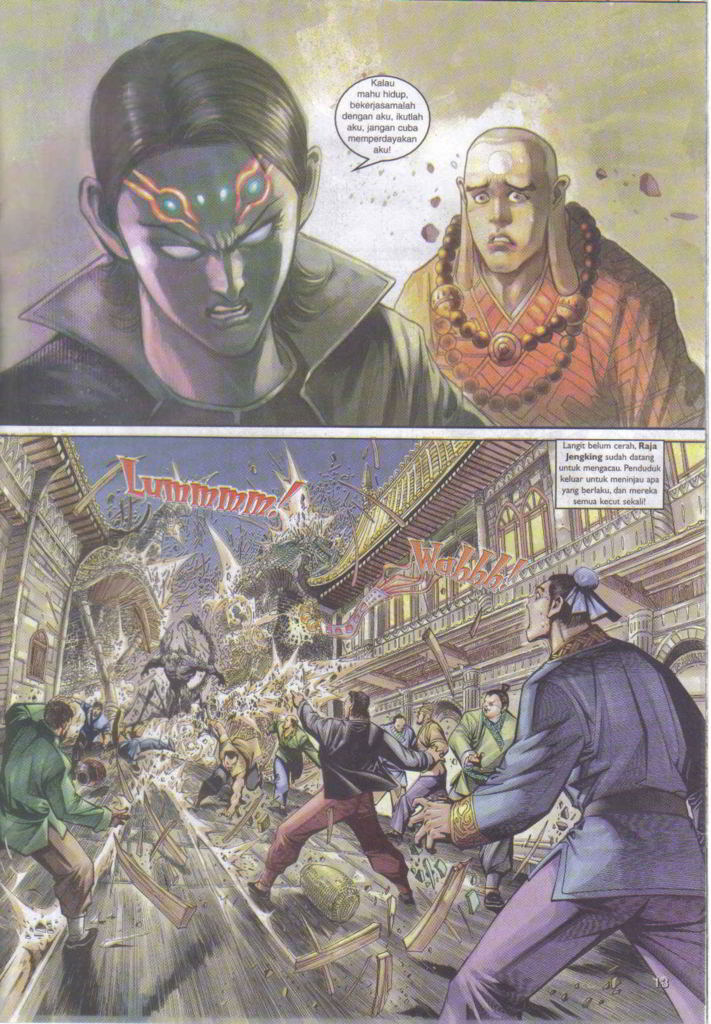 Kalau
mahu hidup,
bekerjasamalah
dengan aku, ikutlah
aku, jangan cuba
memperdayakan
aku!
Langit belum cerah, Raja
Jengking sudah datang
untuk mengacau. Penduduk
keluar untuk meninjau apa
yang berlaku, dan mereka
semua kecut sekali!
Lummmmm!
Wahhh!
13